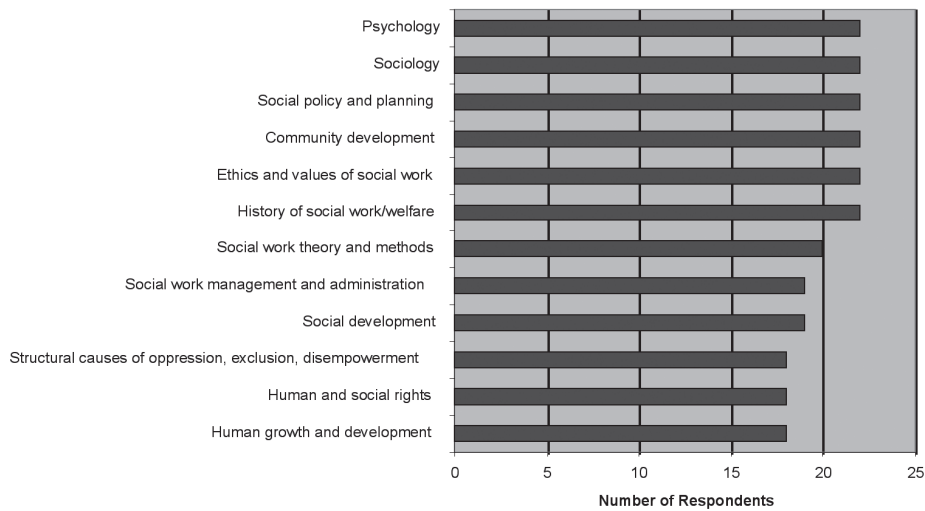 Psychology
Sociology
Social policy and planning
Community development
Ethics and values of social work
History of social work/welfare
Social work theory and methods
Social work management and administration
Social development
Structural causes of oppression, exclusion, disempowerment
Human and social rights
Human growth and development
0 5 10 15 20 25
Number of Respondents